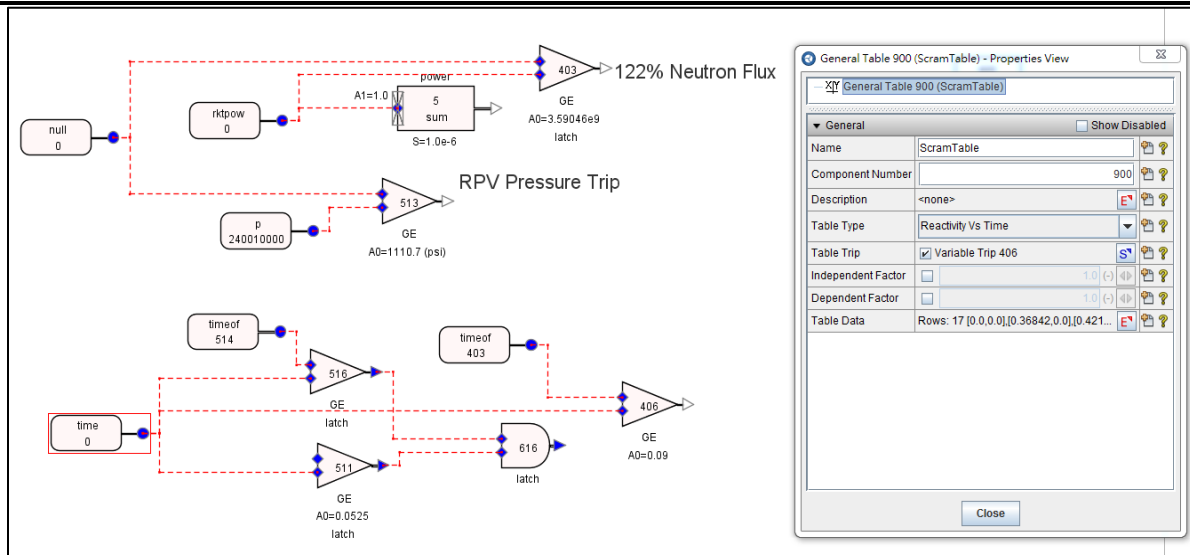 403
122% Neutron Flux
GE
A0=3.59046e9
latch
power
A1=1.0
5
sum
S=1.0e-6
rktpow
0
null
0
RPV Pressure Trip
513
GE
A0=1110.7 (psi)
p
240010000
timeof
514
timeof
403
516
GE
latch
406
GE
A0=0.09
time
0
616
latch
511
GE
A0=0.0525
latch
General Table 900 (ScramTable) - Properties View
General Table 900 (ScramTable)
General
Show Disabled
Name ScramTable
Component Number 900
Description <none>
Table Type Reactivity Vs Time
Table Trip Variable Trip 406
Independent Factor 1.0 (-)
Dependent Factor 1.0 (-)
Table Data Rows: 17 [0.0,0.0],[0.36842,0.0],[0.421...
Close